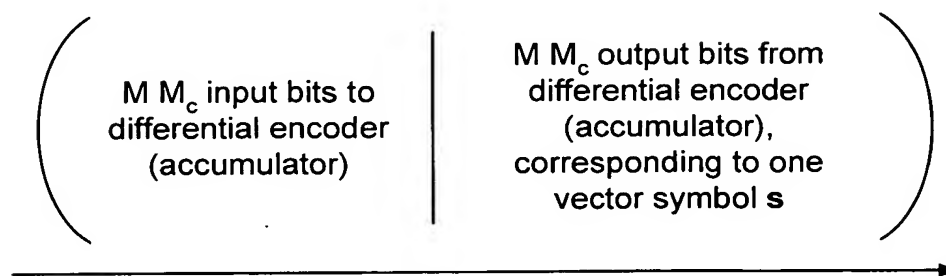 M M_c input bits to
differential encoder
(accumulator)
M M_c output bits from
differential encoder
(accumulator),
corresponding to one
vector symbol s